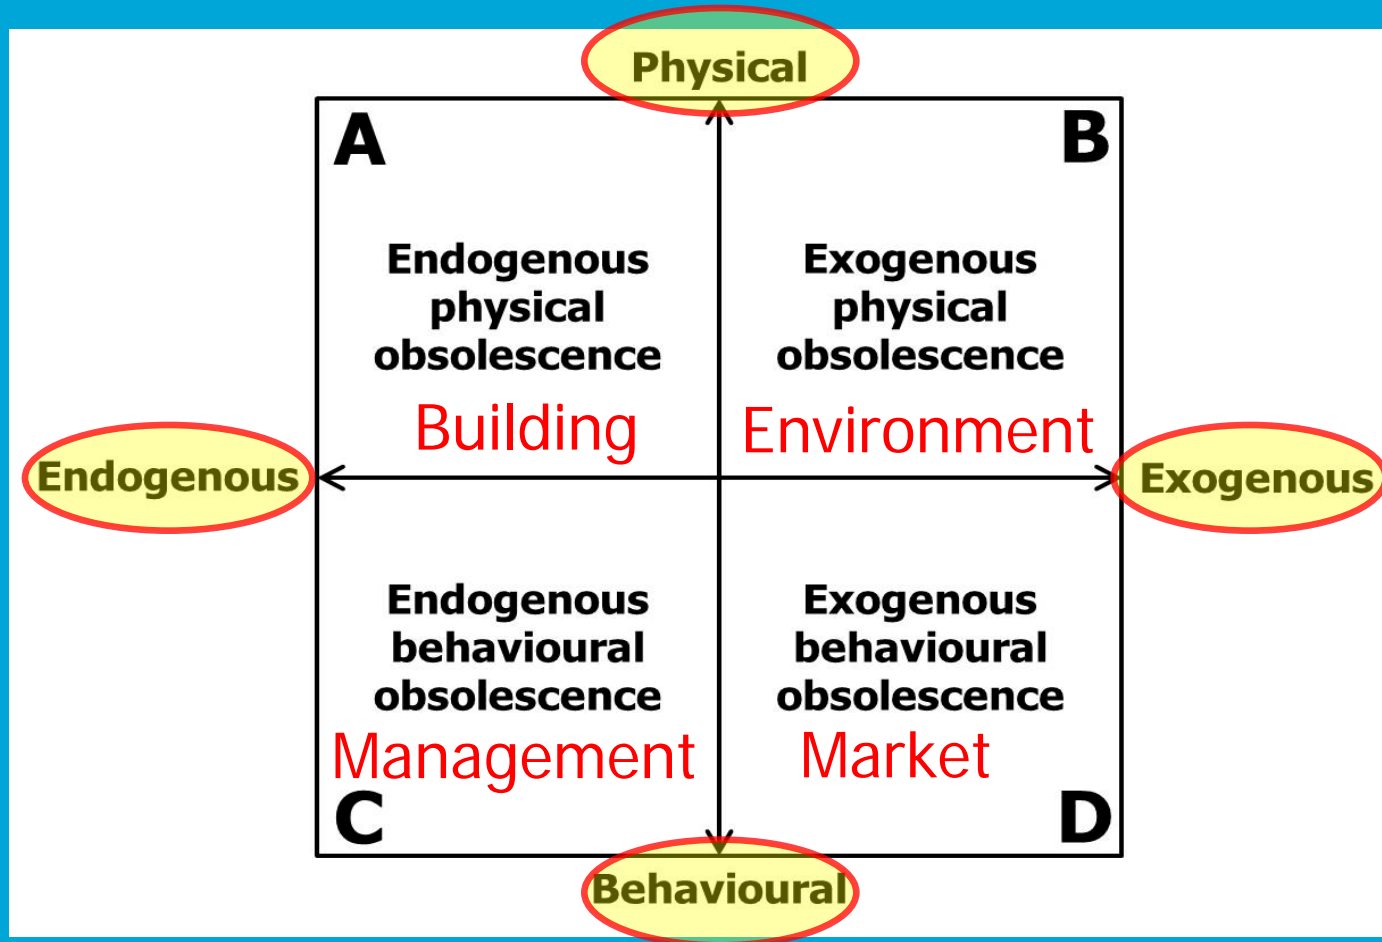 Physical
A
B
Endogenous
physical
obsolescence
Building
Exogenous
physical
obsolescence
Environment
Endogenous
Exogenous
Endogenous
behavioural
obsolescence
Management
Exogenous
behavioural
obsolescence
Market
C
D
Behavioural